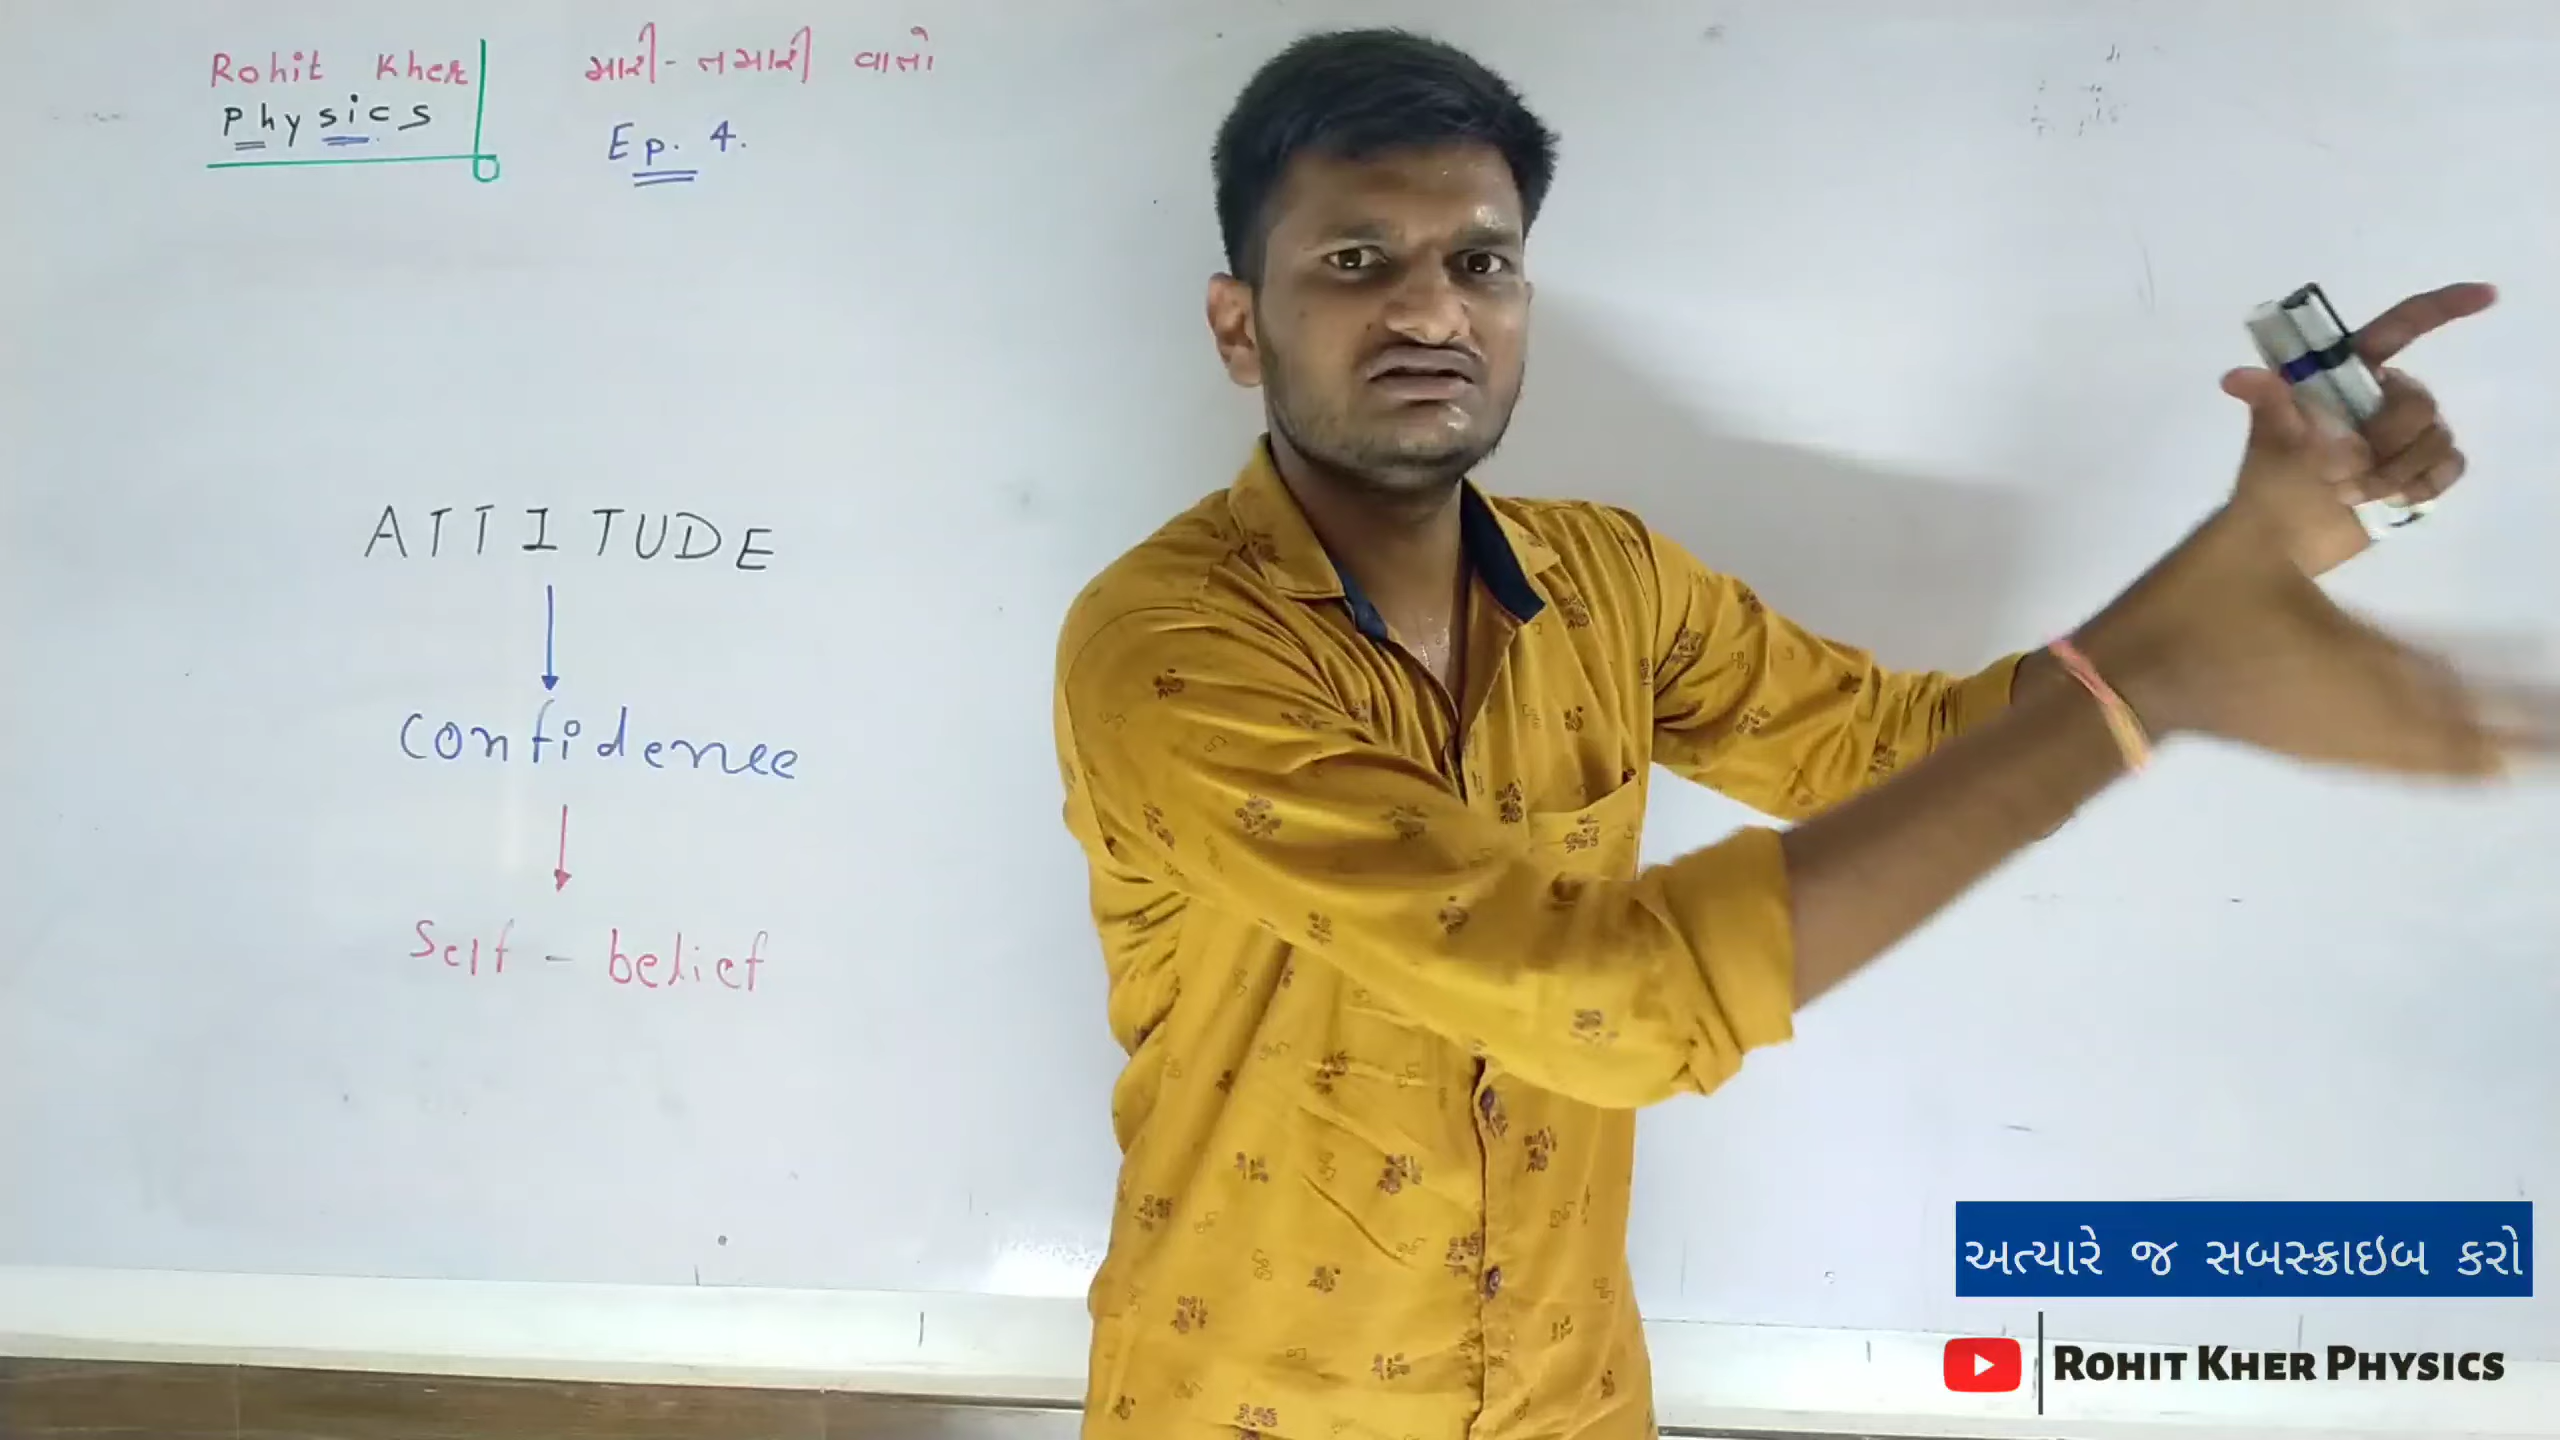 Rohit Kher
Physics
મારી-તમારી વાતો
Ep. 4.
ATTITUDE
Confidence
Self - belief
અત્યારે જ સબસ્ક્રાઇબ કરો
ROHIT KHER PHYSICS